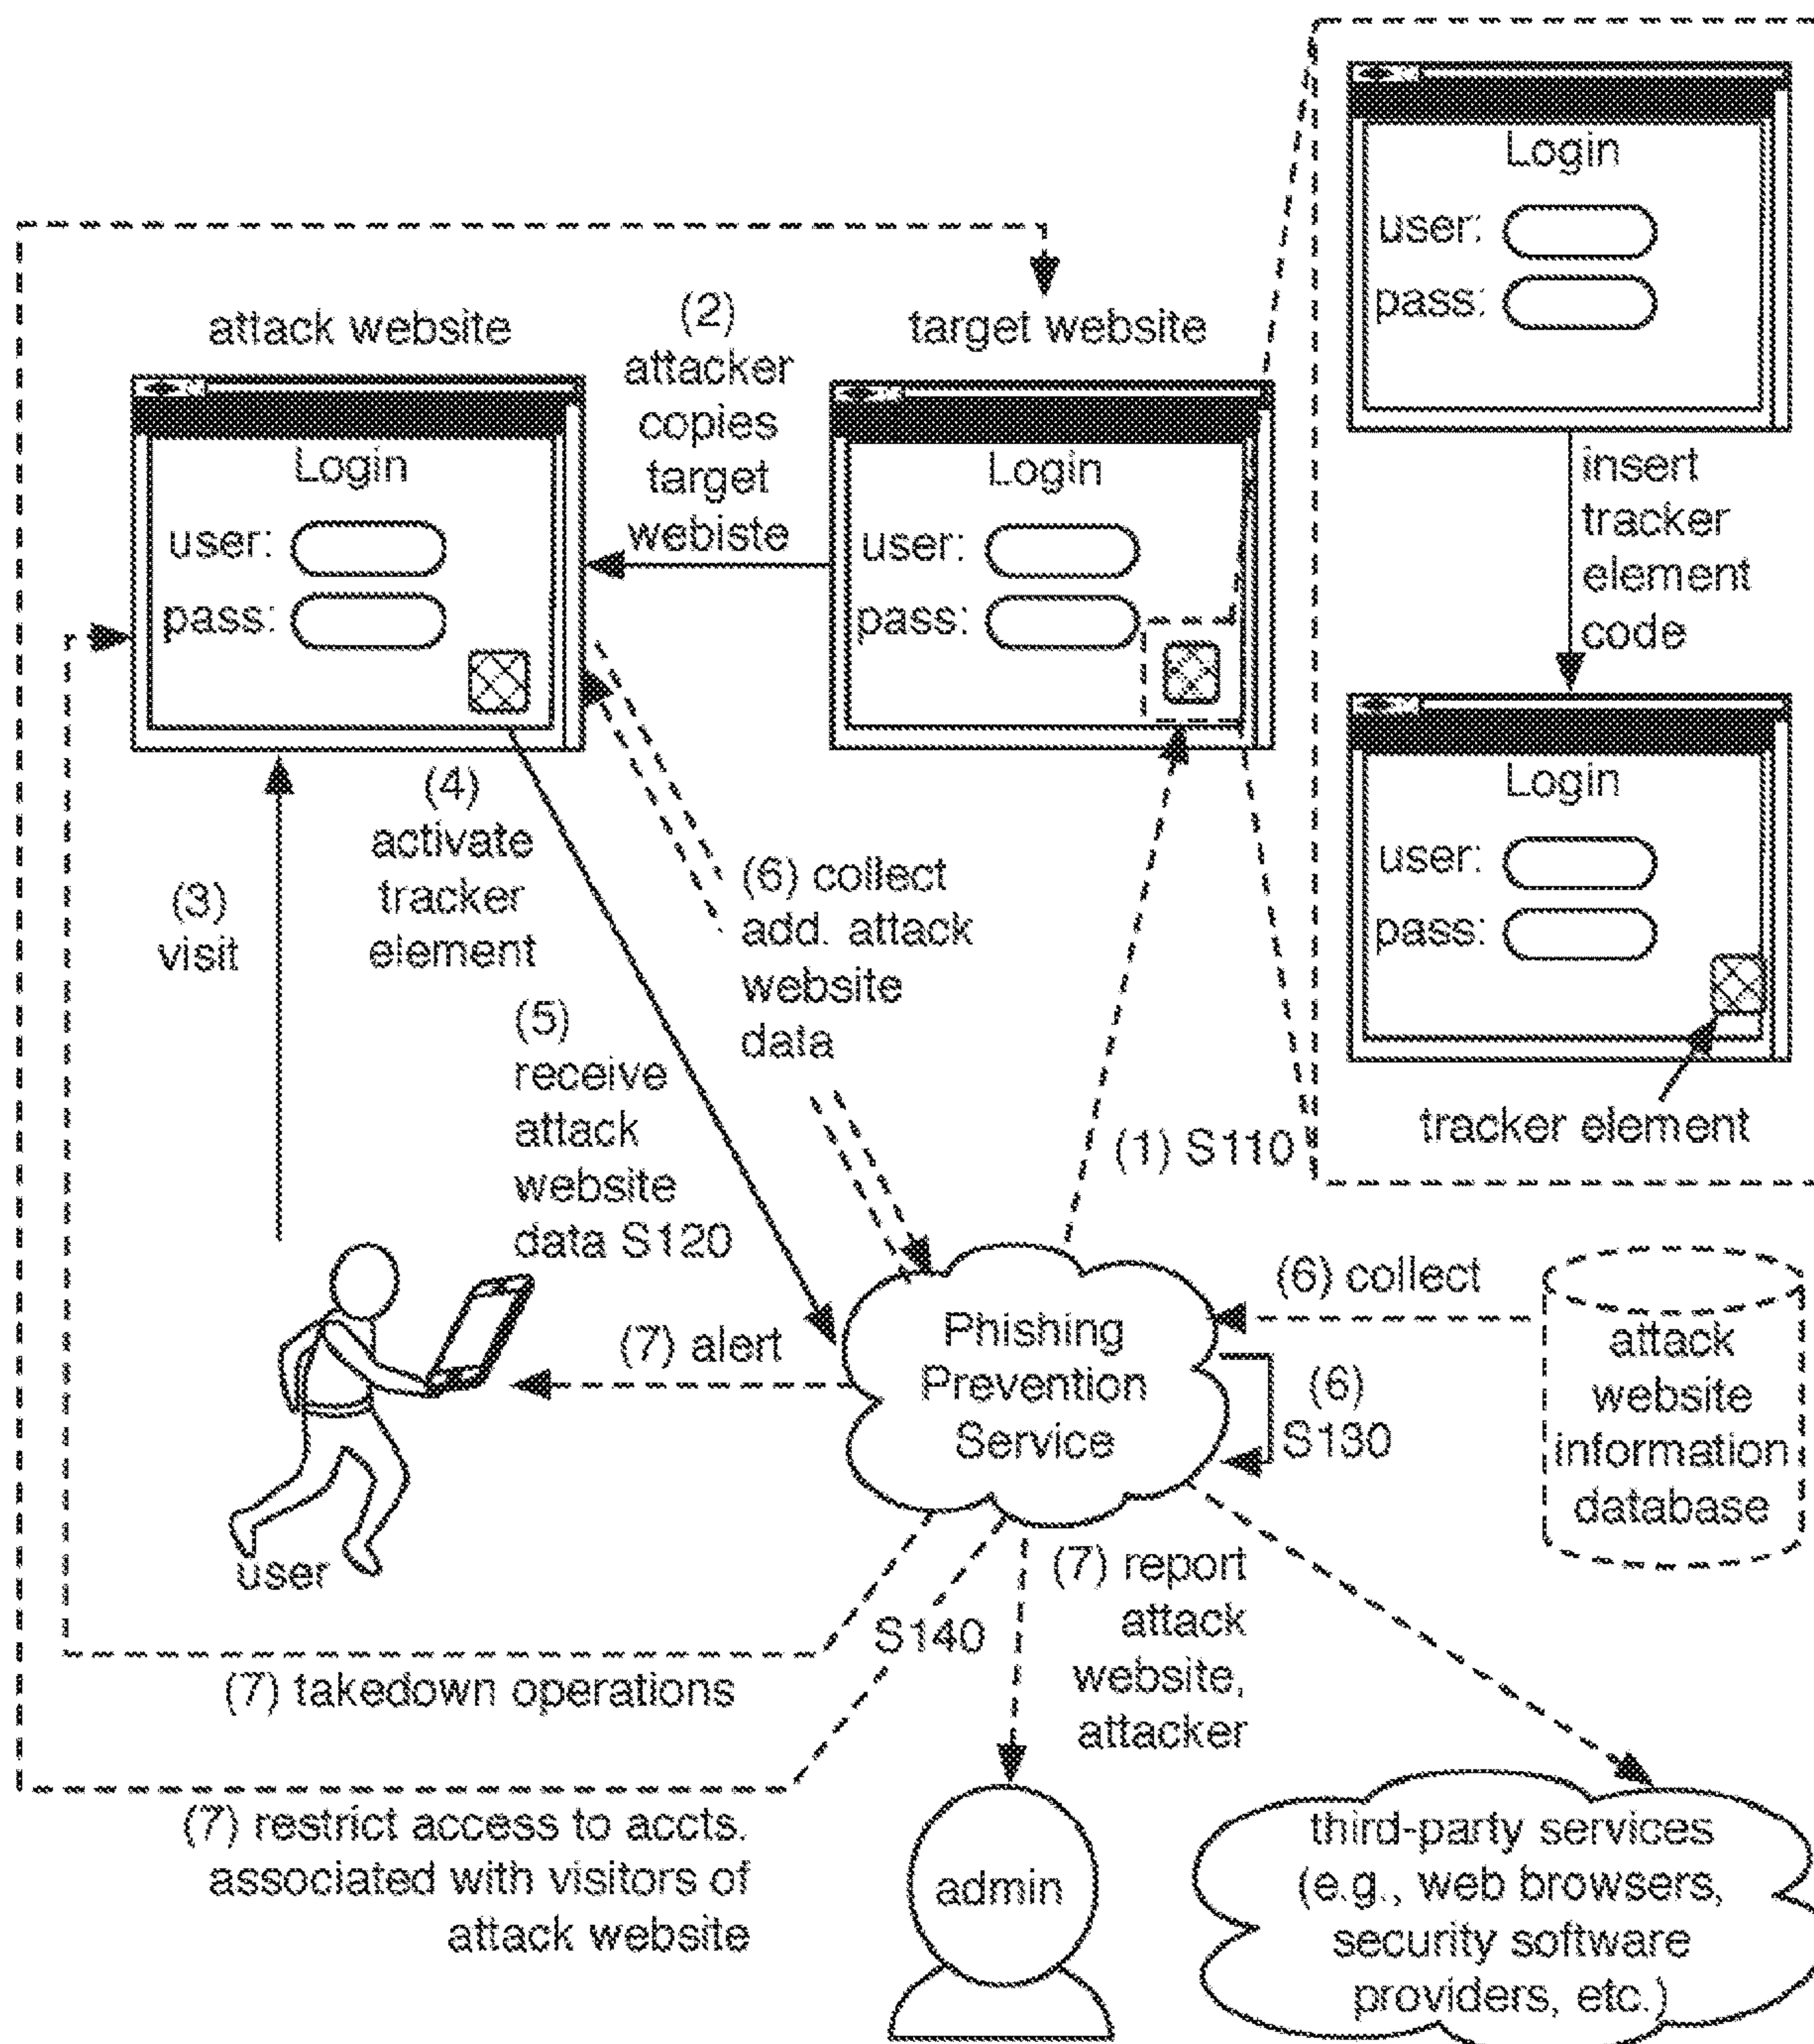 Login
user:
pass:
insert
tracker
element
code
Login
user:
pass:
tracker element
attack website
(2)
attacker
copies
target
webiste
target website
Login
user:
pass:
Login
user:
pass:
(3)
visit
(4)
activate
tracker
element
(5)
receive
attack
website
data S120
(6) collect
add. attack
website
data
(1) S110
(6) collect
attack
website
information
database
Phishing
Prevention
Service
(6)
S130
(7) alert
user
S140
(7) takedown operations
(7) report
attack
website,
attacker
(7) restrict access to accts.
associated with visitors of
attack website
admin
third-party services
(e.g., web browsers,
security software
providers, etc.)